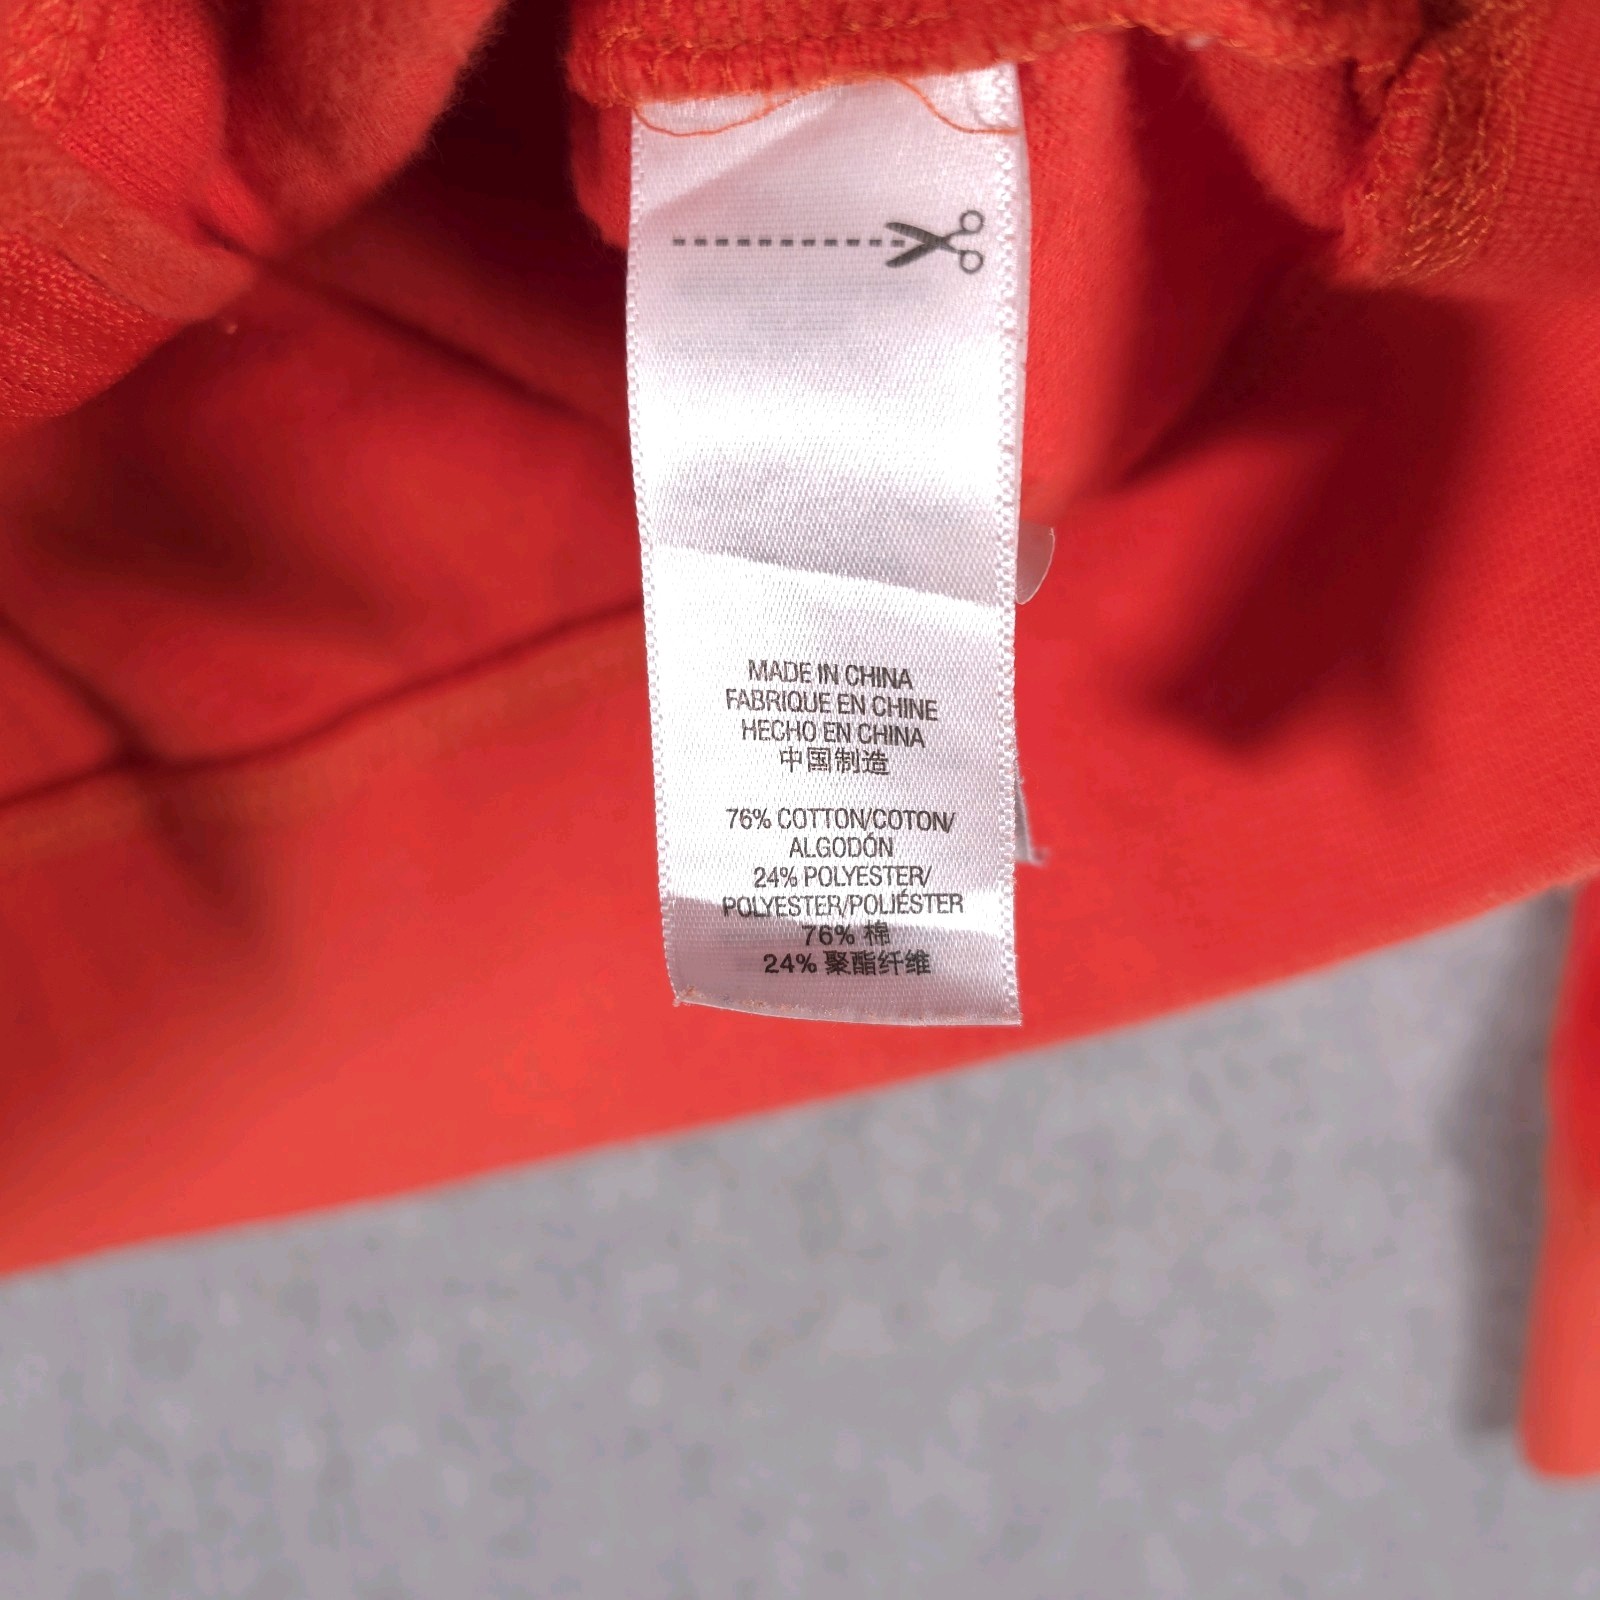 MADE IN CHINA
FABRIQUE EN CHINE
HECHO EN CHINA
中国制造
76% COTTON/COTON/
ALGODÓN
24% POLYESTER/
POLYESTER/POLIÉSTER
76% 棉
24% 聚酯纤维